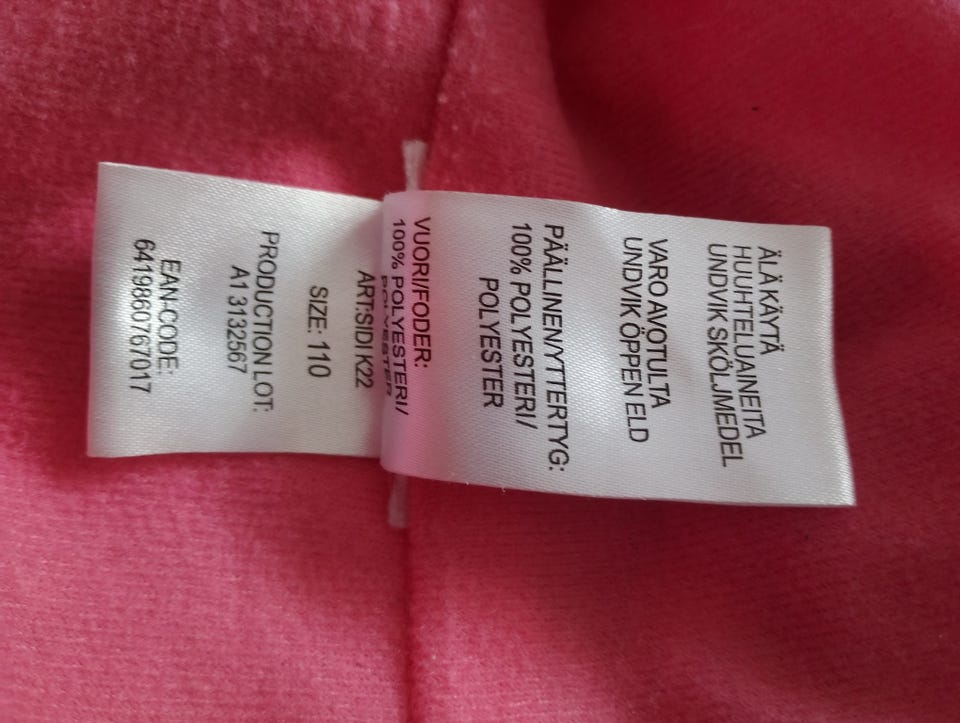 ÄLÄ KÄYTÄ
HUUHTELUAINEITA
UNDVIK SKÖLJMEDEL
VARO AVOTULTA
UNDVIK ÖPPEN ELD
PÄÄLLINEN/YTTERTYG:
100% POLYESTERI/
POLYESTER
VUORI/FODER:
100% POLYESTERI/
POLYESTER
ART:SIDI K22
SIZE: 110
PRODUCTION LOT:
A1 3132567
EAN-CODE:
6419860767017